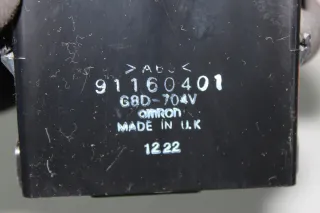 >ABS<
91160401
G8D-704V
omron
MADE IN U.K
1222